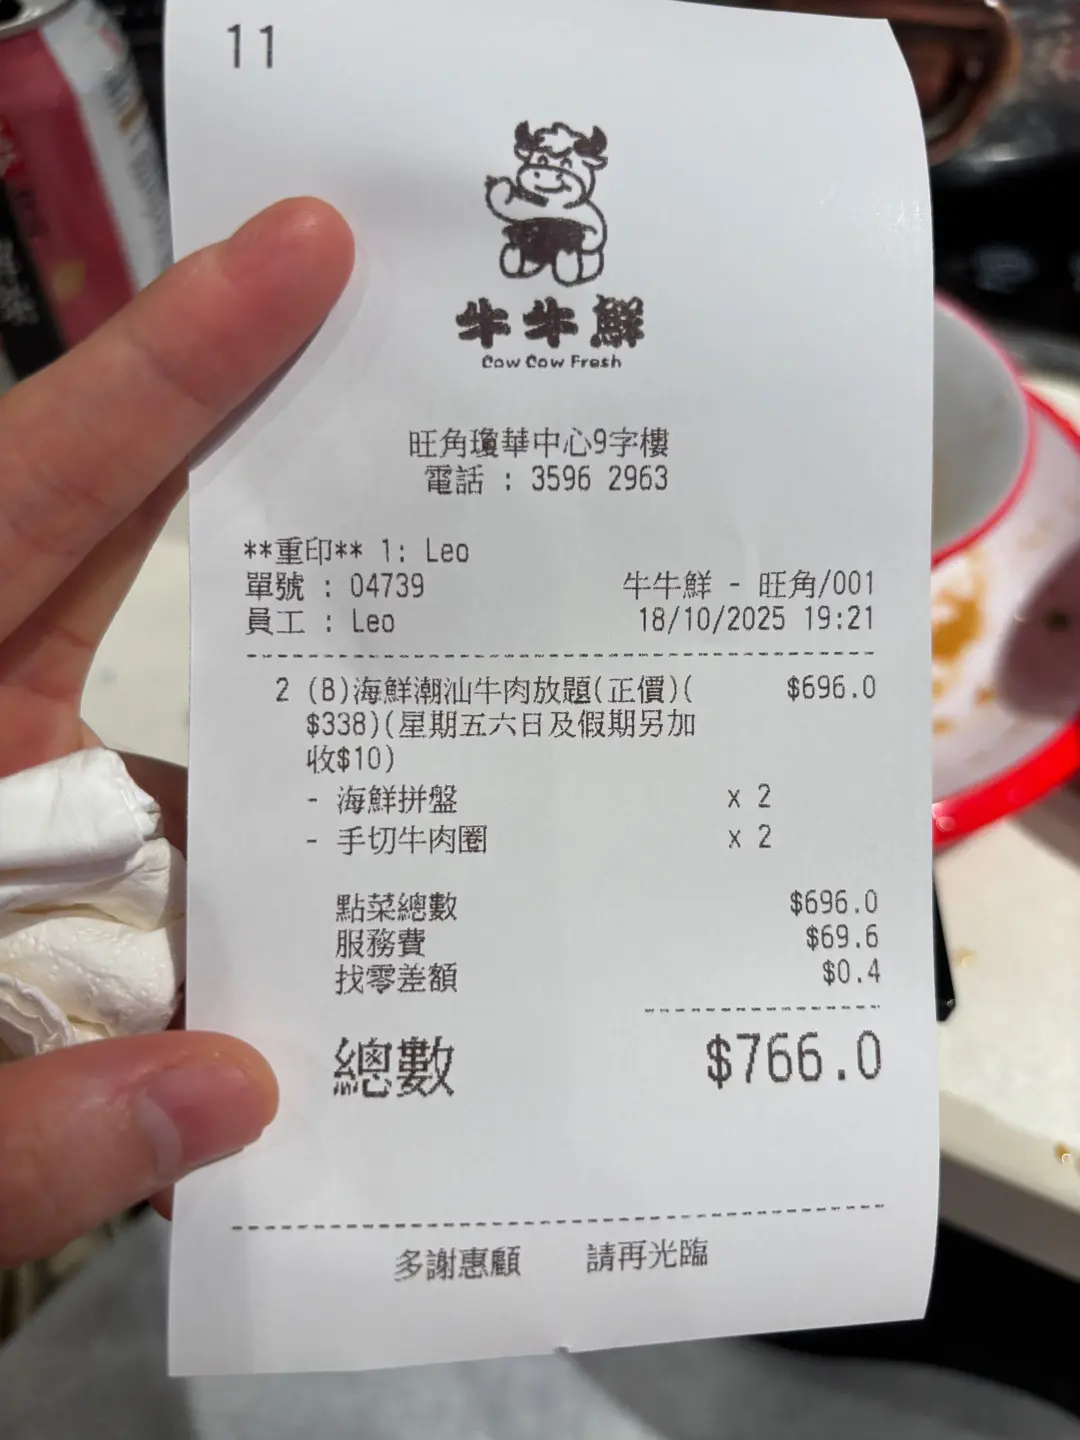 11
牛牛鮮
Cow Cow Fresh
旺角瓊華中心9字樓
電話 : 3596 2963
**重印** 1: Leo
單號 : 04739 牛牛鮮 - 旺角/001
員工 : Leo 18/10/2025 19:21
2 (B)海鮮潮汕牛肉放題(正價)( $696.0
$338)(星期五六日及假期另加
收$10)
- 海鮮拼盤 x 2
- 手切牛肉圈 x 2
點菜總數 $696.0
服務費 $69.6
找零差額 $0.4
總數 $766.0
多謝惠顧 請再光臨